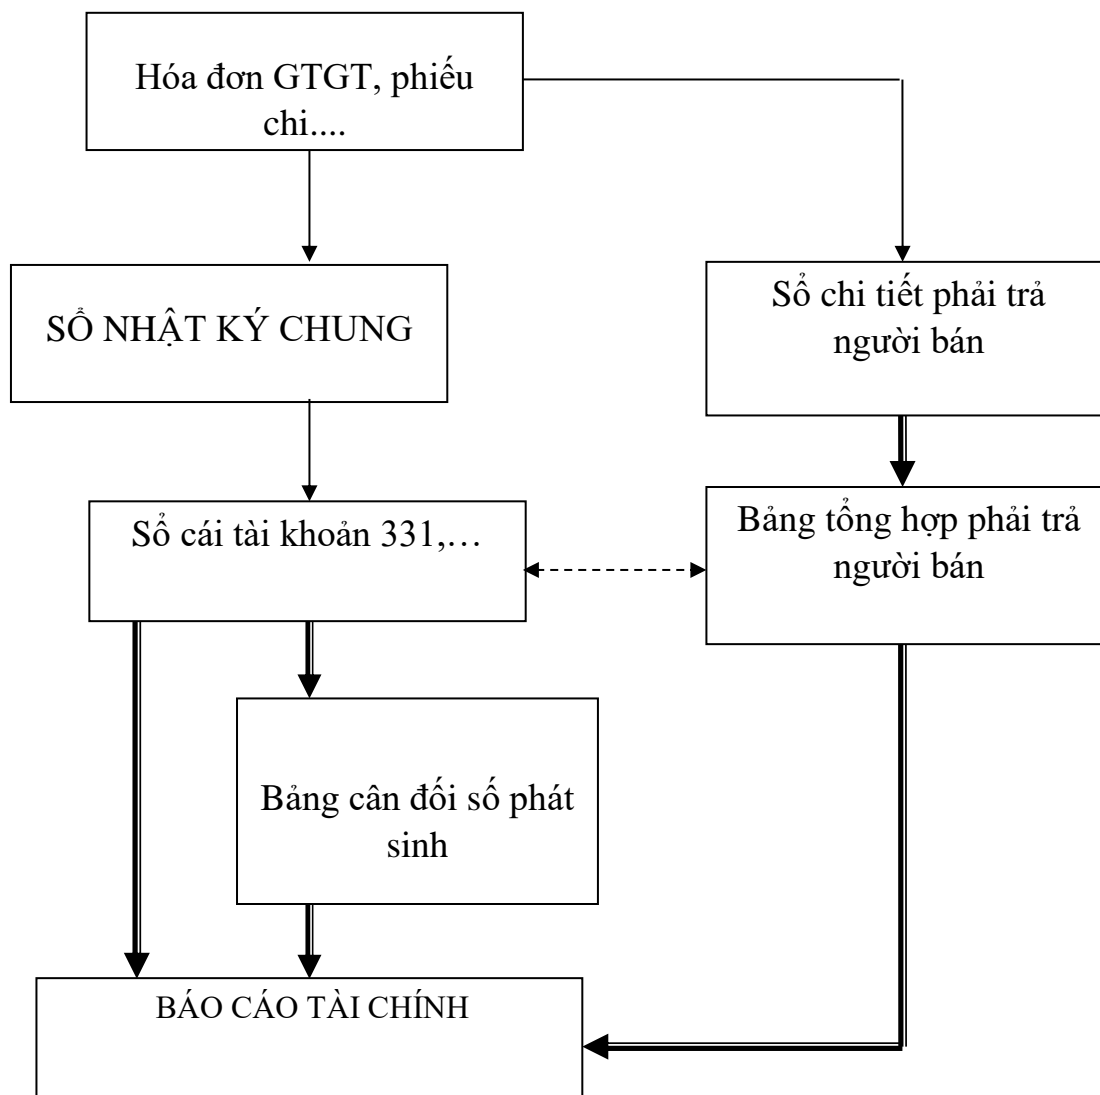 Hóa đơn GTGT, phiếu
chi....
SỔ NHẬT KÝ CHUNG
Sổ chi tiết phải trả
người bán
Sổ cái tài khoản 331,…
Bảng tổng hợp phải trả
người bán
Bảng cân đối số phát
sinh
BÁO CÁO TÀI CHÍNH